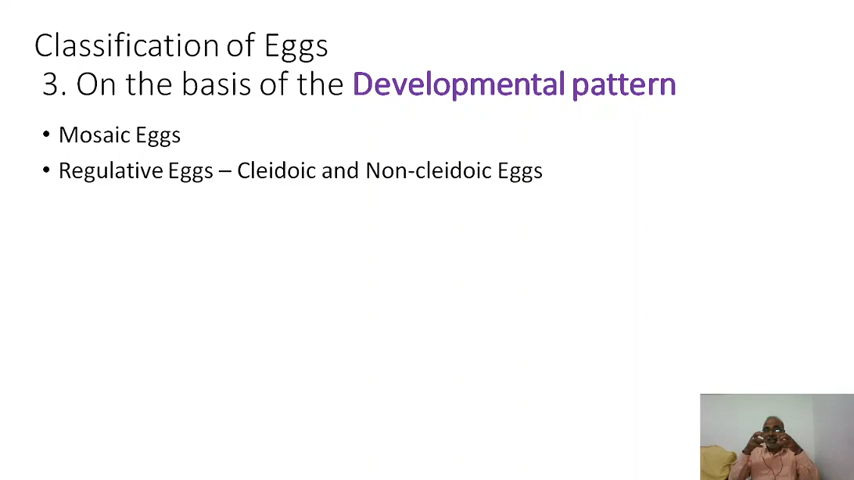 Classification of Eggs
3. On the basis of the Developmental pattern
• Mosaic Eggs
• Regulative Eggs – Cleidoic and Non-cleidoic Eggs